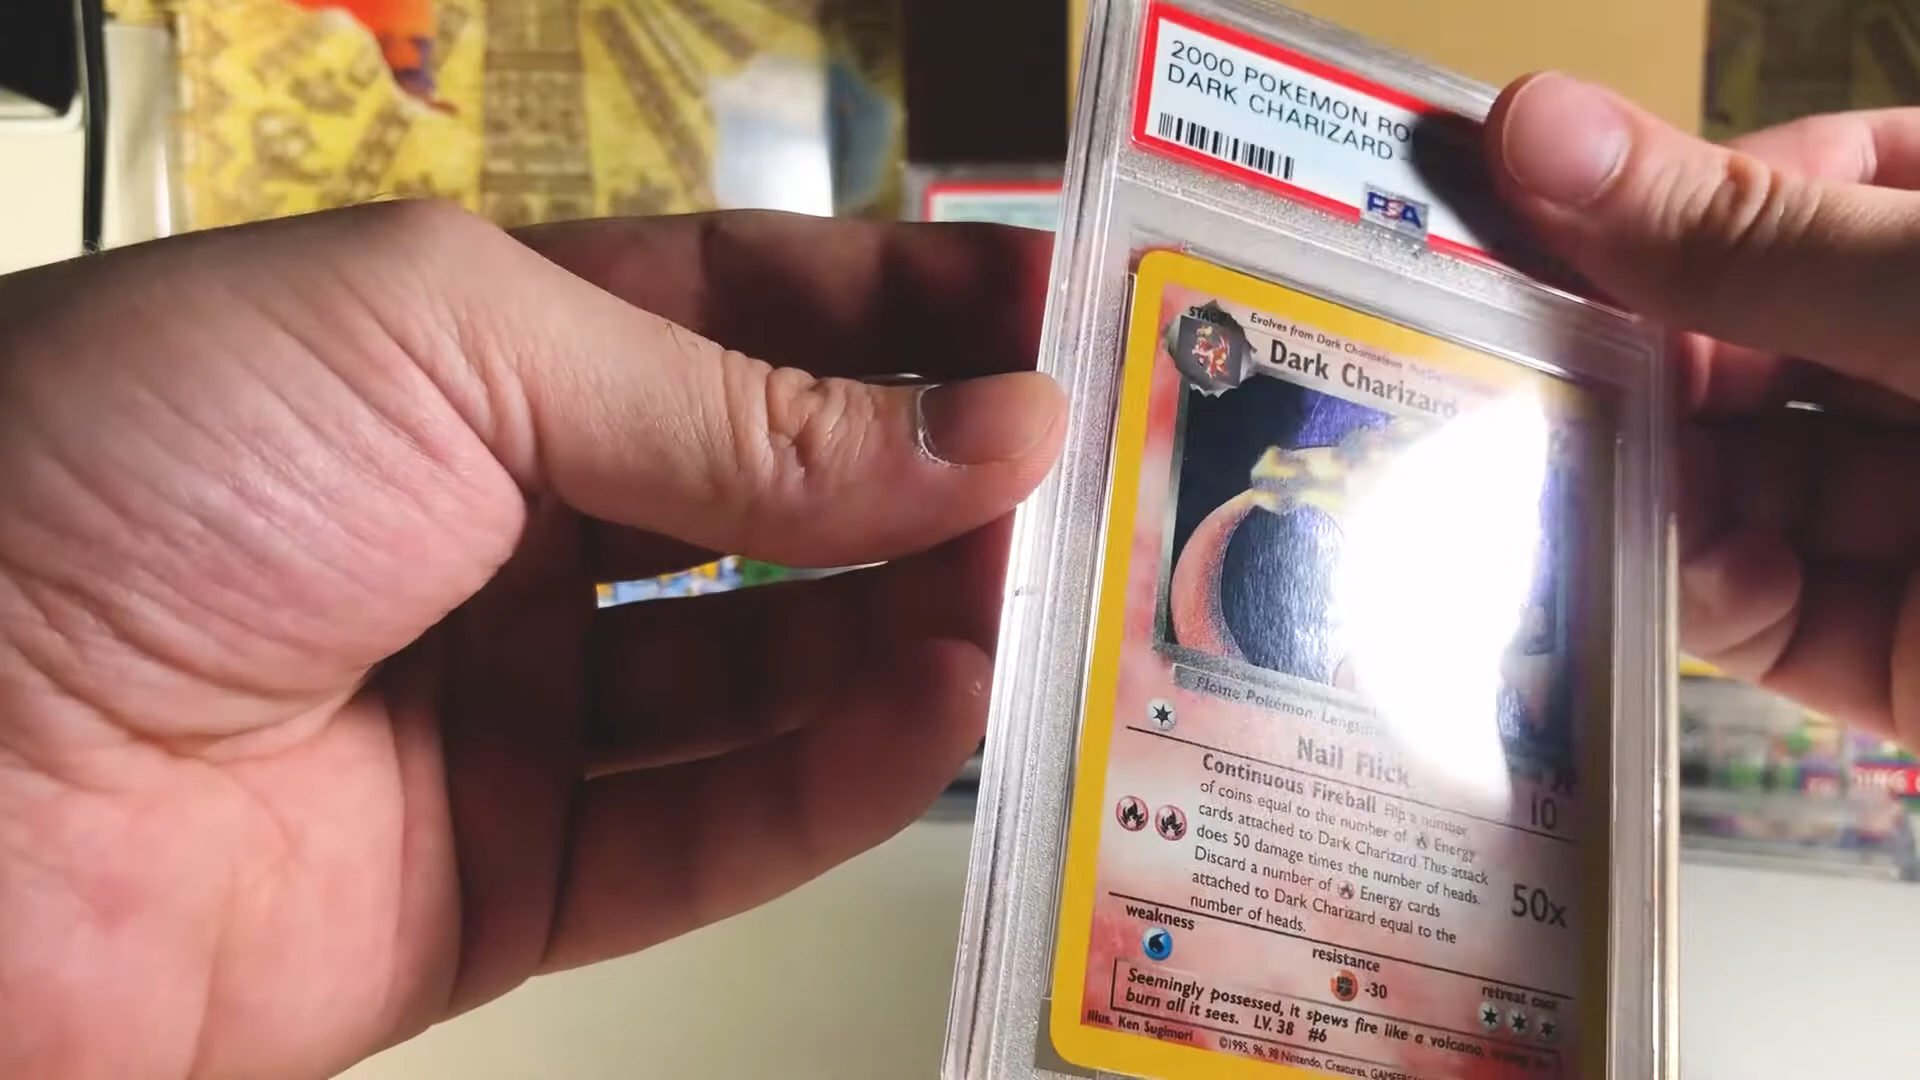 2000 POKEMON RO
DARK CHARIZARD -
PSA
STAGE
Evolves from Dark Charmeleon
Dark Charizard
Flame Pokémon. Length
Nail Flick
10
Continuous Fireball Flip a number
of coins equal to the number of Energy
cards attached to Dark Charizard. This attack
does 50 damage times the number of heads.
Discard a number of Energy cards
attached to Dark Charizard equal to the
number of heads.
50x
weakness
resistance
-30
retreat cost
Seemingly possessed, it spews fire like a volcano,
burn all it sees. LV. 38 #6
Illus. Ken Sugimori
©1995, 96, 98 Nintendo, Creatures, GAMEFREAK